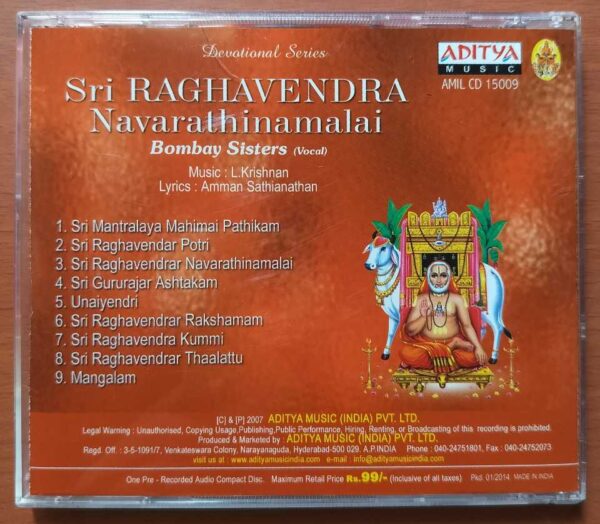 Devotional Series
ADITYA
MUSIC
AMIL CD 15009
Sri RAGHAVENDRA
Navarathinamalai
Bombay Sisters (Vocal)
Music : L.Krishnan
Lyrics : Amman Sathianathan
1. Sri Mantralaya Mahimai Pathikam
2. Sri Raghavendar Potri
3. Sri Raghavendrar Navarathinamalai
4. Sri Gururajar Ashtakam
5. Unaiyendri
6. Sri Raghavendrar Rakshamam
7. Sri Raghavendra Kummi
8. Sri Raghavendrar Thaalattu
9. Mangalam
[C] & [P] 2007 ADITYA MUSIC (INDIA) PVT. LTD.
Legal Warning : Unauthorised, Copying Usage,Publishing,Public Performance, Hiring, Renting, or Broadcasting of this recording is prohibited.
Produced & Marketed by : ADITYA MUSIC (INDIA) PVT. LTD.
Regd. Off. : 3-5-1091/7, Venkateswara Colony, Narayanaguda, Hyderabad-500 029. A.P.INDIA Phone : 040-24751801, Fax : 040-24752073
visit us at : www.adityamusicindia.com e-mail : info@adityamusicindia.com
One Pre - Recorded Audio Compact Disc. Maximum Retail Price Rs.99/- (inclusive of all taxes) Pkd. 01/2014 MADE IN INDIA